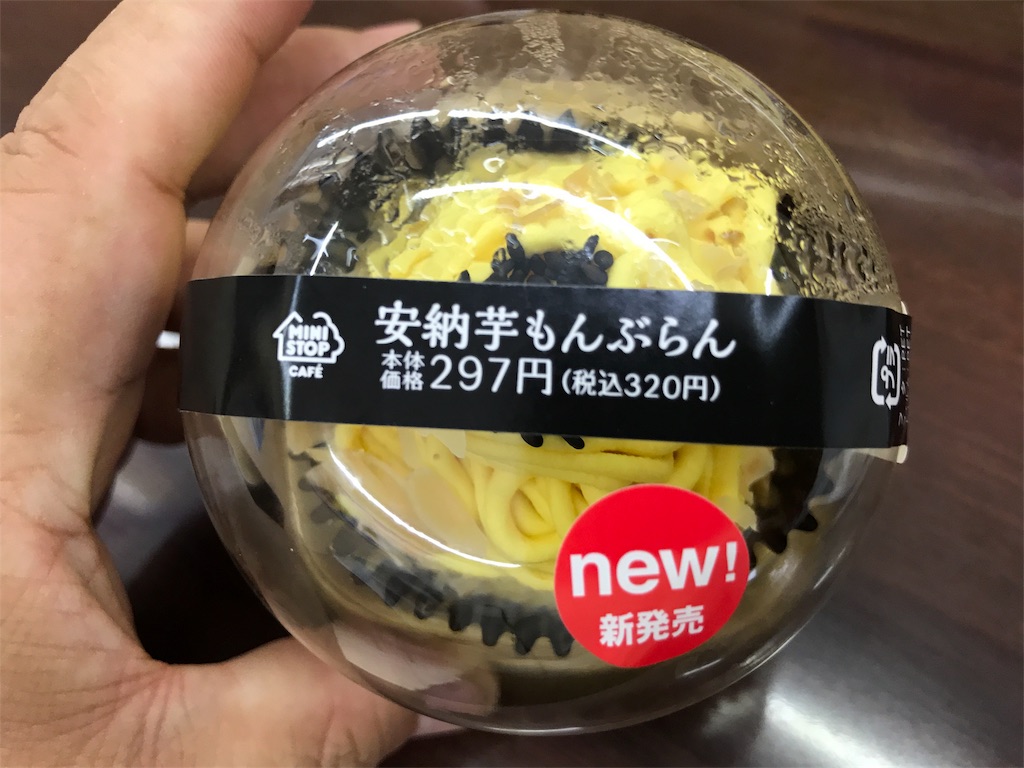 MINI
STOP
CAFÉ
安納芋もんぶらん
本体
価格 297円 (税込320円)
new!
新発売